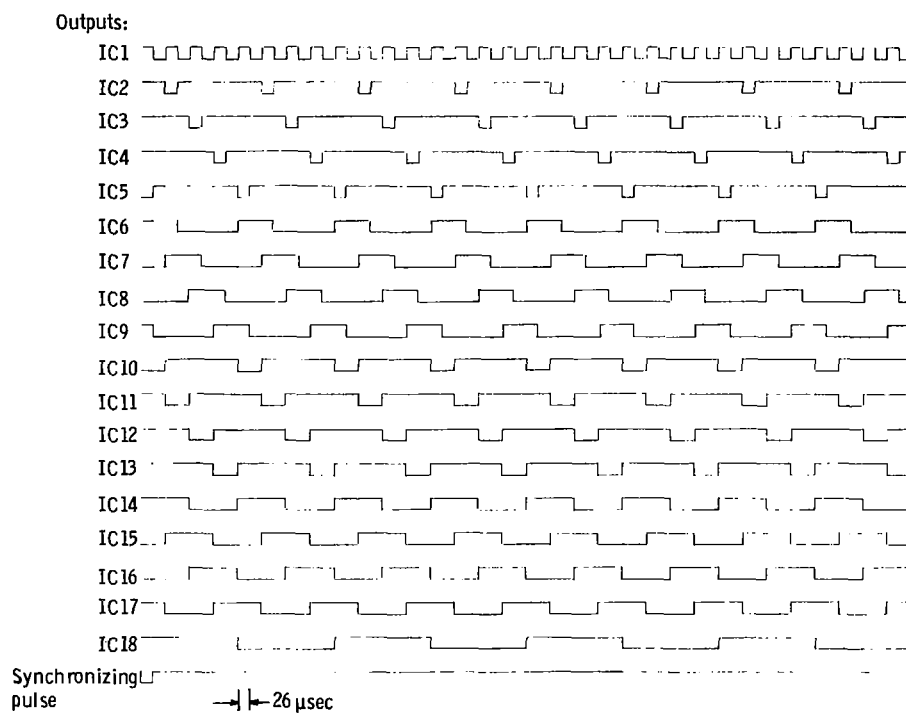 Outputs:
IC1
IC2
IC3
IC4
IC5
IC6
IC7
IC8
IC9
IC10
IC11
IC12
IC13
IC14
IC15
IC16
IC17
IC18
Synchronizing
pulse
26 μsec